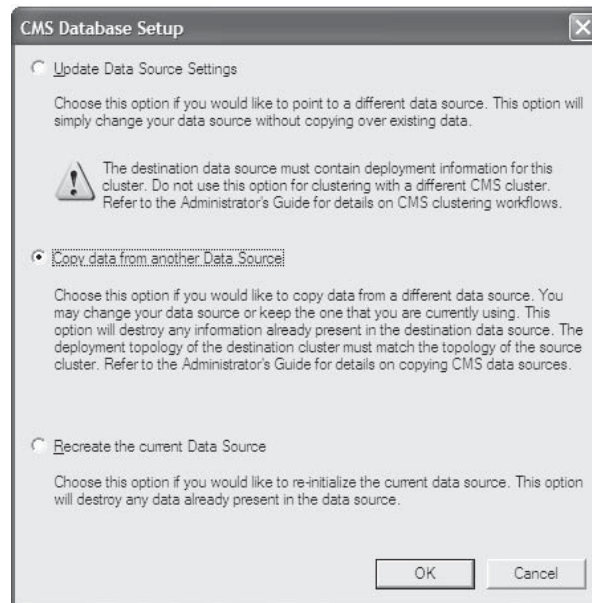 CMS Database Setup
Update Data Source Settings
Choose this option if you would like to point to a different data source. This option will
simply change your data source without copying over existing data.
The destination data source must contain deployment information for this
cluster. Do not use this option for clustering with a different CMS cluster.
Refer to the Administrator's Guide for details on CMS clustering workflows.
Copy data from another Data Source
Choose this option if you would like to copy data from a different data source. You
may change your data source or keep the one that you are currently using. This
option will destroy any information already present in the destination data source. The
deployment topology of the destination cluster must match the topology of the source
cluster. Refer to the Administrator's Guide for details on copying CMS data sources.
Recreate the current Data Source
Choose this option if you would like to re-initialize the current data source. This option
will destroy any data already present in the data source.
OK
Cancel